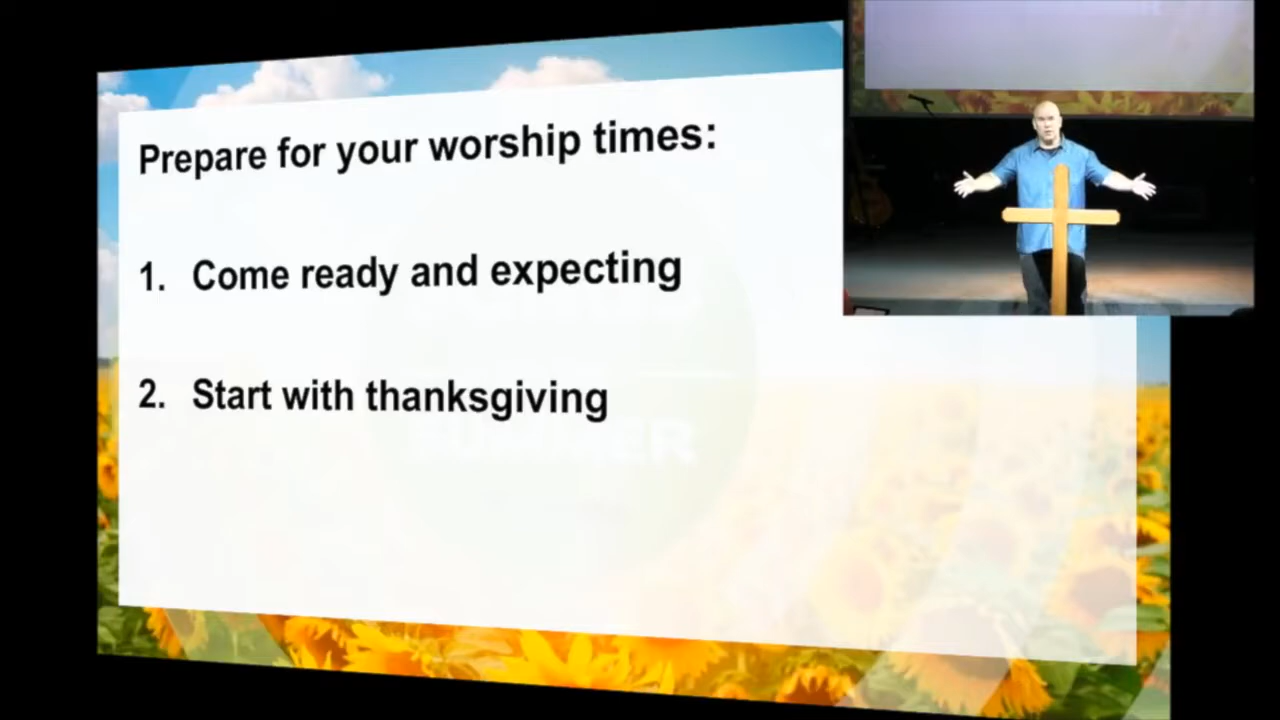 Prepare for your worship times:
1. Come ready and expecting
2. Start with thanksgiving